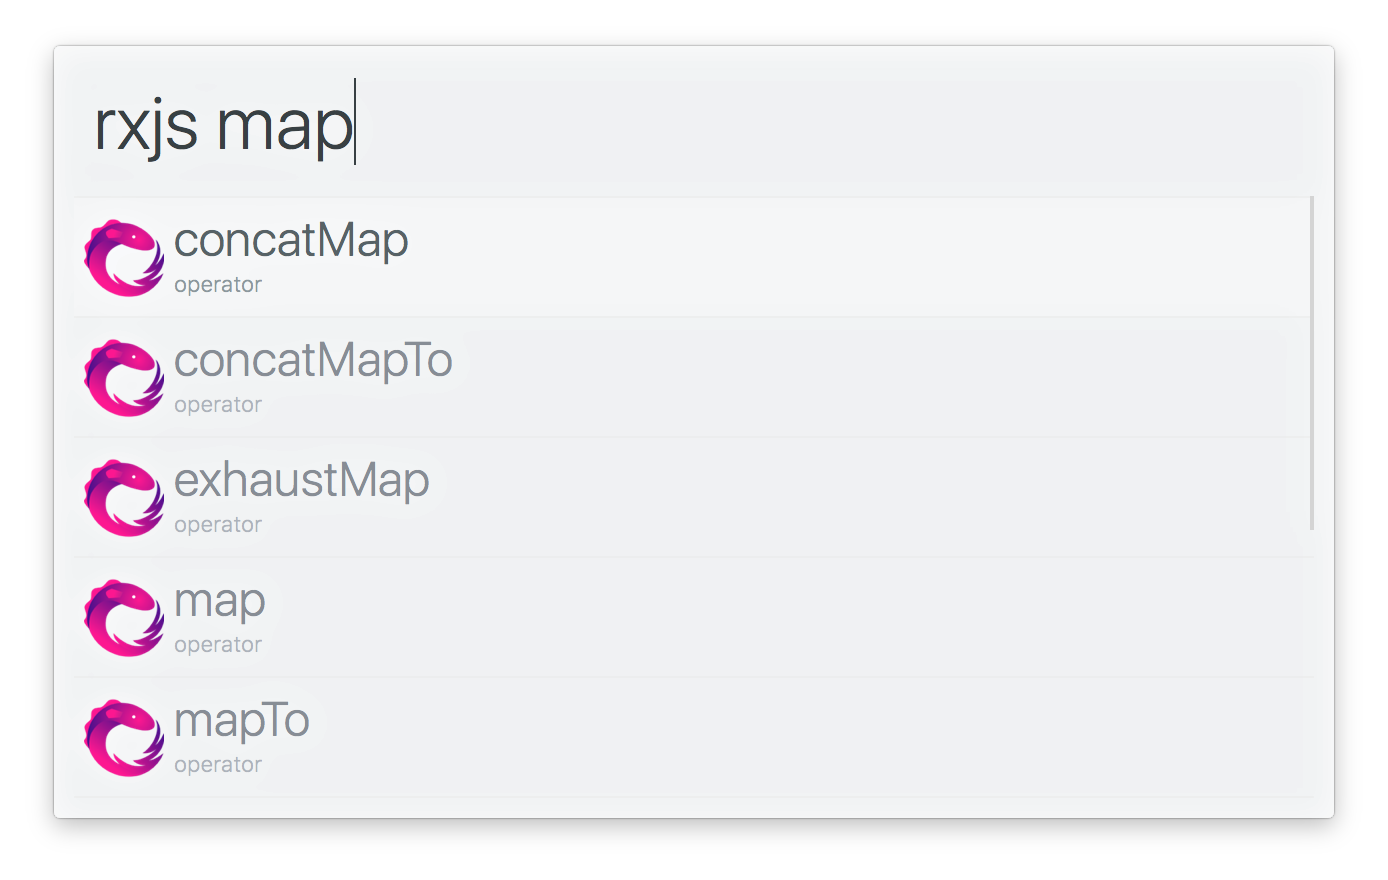 rxjs map
concatMap
operator
concatMapTo
operator
exhaustMap
operator
map
operator
mapTo
operator